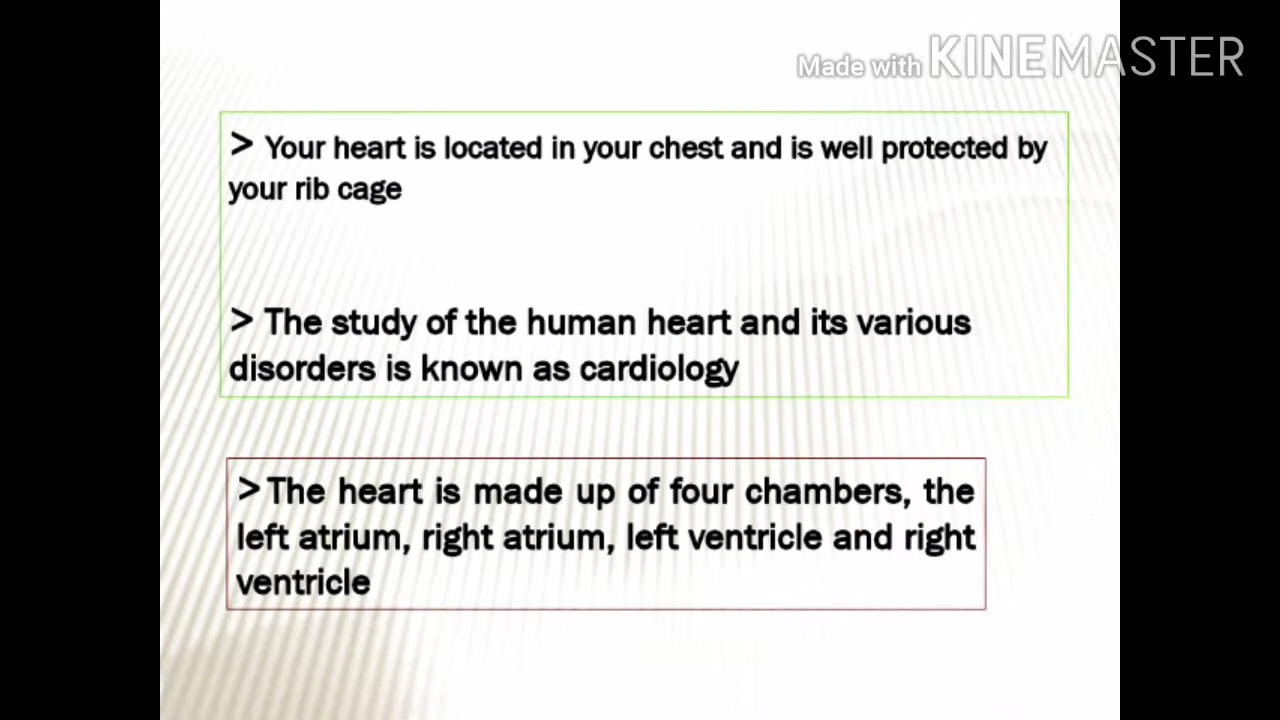 Made with KINEMASTER
> Your heart is located in your chest and is well protected by
your rib cage
> The study of the human heart and its various
disorders is known as cardiology
>The heart is made up of four chambers, the
left atrium, right atrium, left ventricle and right
ventricle